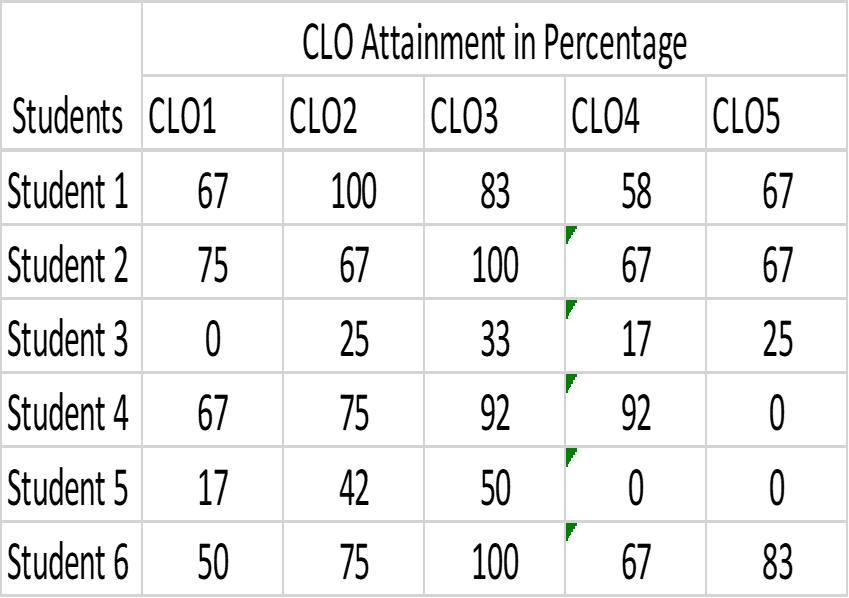 CLO Attainment in Percentage
Students CLO1 CLO2 CLO3 CLO4 CLO5
Student 1 67 100 83 58 67
Student 2 75 67 100 67 67
Student 3 0 25 33 17 25
Student 4 67 75 92 92 0
Student 5 17 42 50 0 0
Student 6 50 75 100 67 83